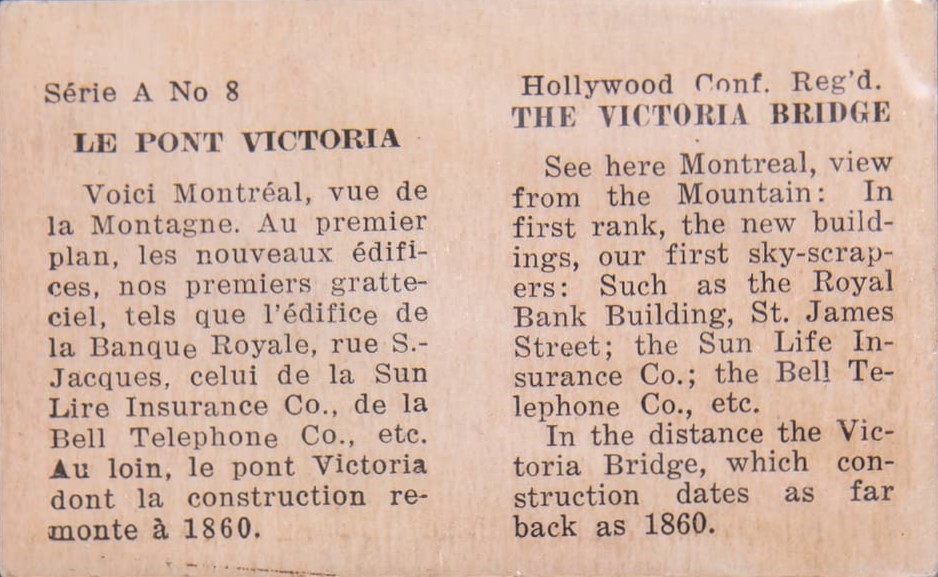 Série A No 8
LE PONT VICTORIA
Voici Montréal, vue de
la Montagne. Au premier
plan, les nouveaux édifi-
ces, nos premiers gratte-
ciel, tels que l'édifice de
la Banque Royale, rue S.-
Jacques, celui de la Sun
Lire Insurance Co., de la
Bell Telephone Co., etc.
Au loin, le pont Victoria
dont la construction re-
monte à 1860.
Hollywood Conf. Reg'd.
THE VICTORIA BRIDGE
See here Montreal, view
from the Mountain: In
first rank, the new build-
ings, our first sky-scrap-
ers: Such as the Royal
Bank Building, St. James
Street; the Sun Life In-
surance Co.; the Bell Te-
lephone Co., etc.
In the distance the Vic-
toria Bridge, which con-
struction dates as far
back as 1860.